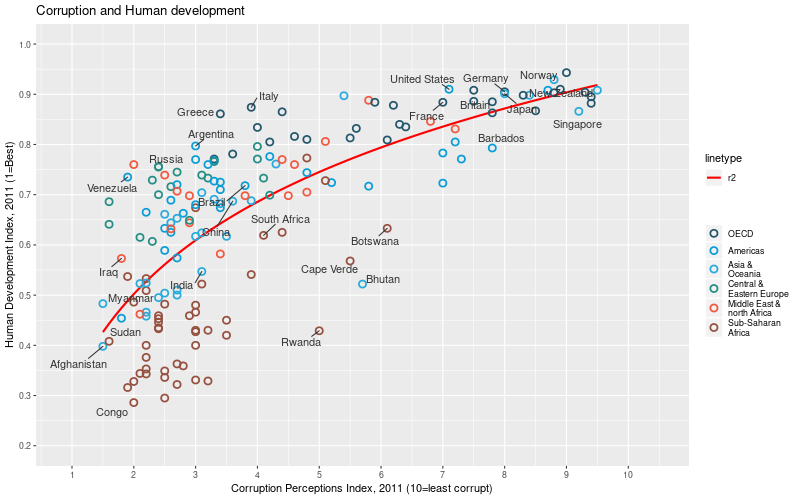 Corruption and Human development
Human Development Index, 2011 (1=Best)
1.0
0.9
0.8
0.7
0.6
0.5
0.4
0.3
0.2
Norway
United States
Germany
Italy
New Zealand
Britain
Japan
Greece
France
Singapore
Argentina
Barbados
Russia
Venezuela
Brazil
South Africa
China
Botswana
Iraq
Cape Verde
Bhutan
India
Myanmar
Sudan
Rwanda
Afghanistan
Congo
1 2 3 4 5 6 7 8 9 10
Corruption Perceptions Index, 2011 (10=least corrupt)
linetype
r2
OECD
Americas
Asia &
Oceania
Central &
Eastern Europe
Middle East &
north Africa
Sub-Saharan
Africa